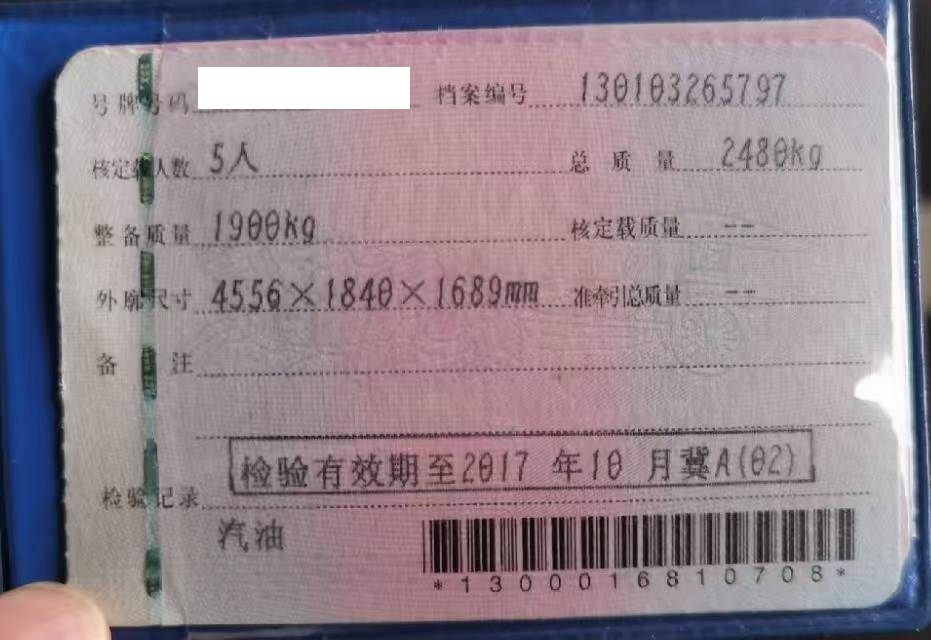 号牌号码 档案编号 130103265797
核定载人数 5人 总质量 2480kg
整备质量 1900kg 核定载质量 --
外廓尺寸 4556×1840×1689mm 准牵引总质量 --
备注
检验有效期至2017 年10 月冀A(02)
检验记录
汽油
*1300016810708*